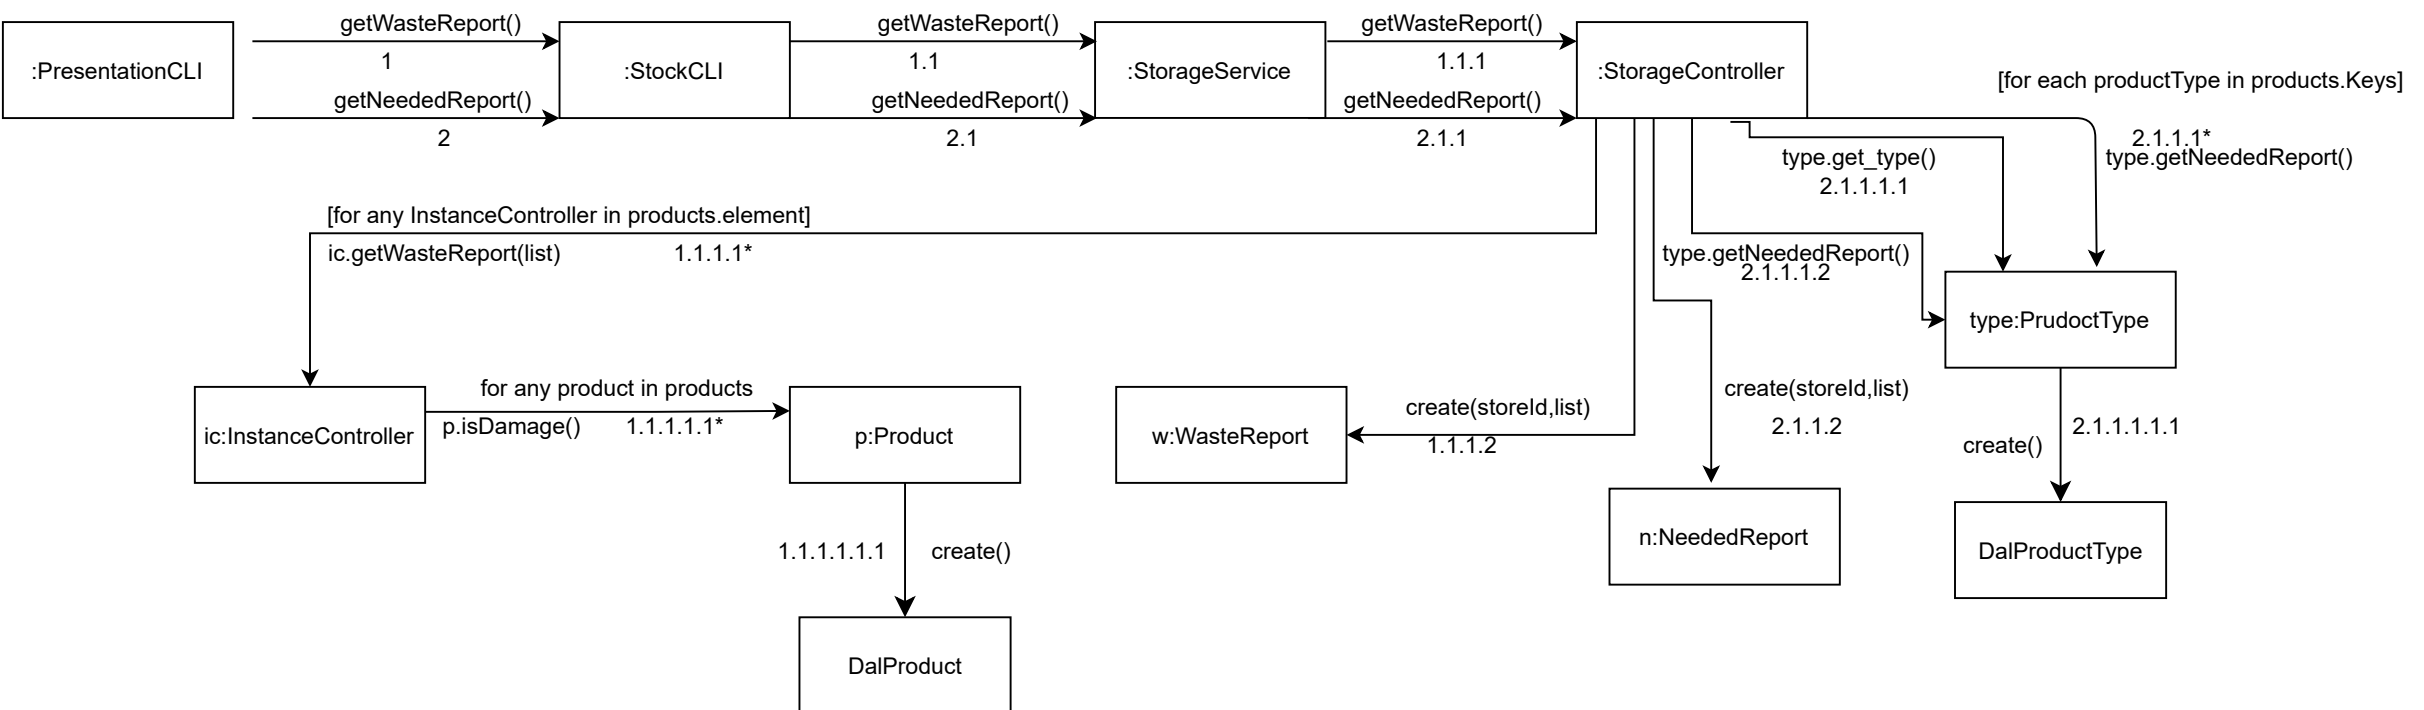 getWasteReport()
getWasteReport()
getWasteReport()
:PresentationCLI
1
:StockCLI
1.1
:StorageService
1.1.1
:StorageController
[for each productType in products.Keys]
getNeededReport()
getNeededReport()
getNeededReport()
2
2.1
2.1.1
2.1.1.1*
type.getNeededReport()
type.get_type()
2.1.1.1.1
[for any InstanceController in products.element]
ic.getWasteReport(list)
1.1.1.1*
type.getNeededReport()
2.1.1.1.2
type:PrudoctType
for any product in products
create(storeId,list)
create(storeId,list)
ic:InstanceController
p.isDamage()
1.1.1.1.1*
p:Product
w:WasteReport
1.1.1.2
2.1.1.2
create()
2.1.1.1.1.1
n:NeededReport
1.1.1.1.1.1
create()
DalProductType
DalProduct